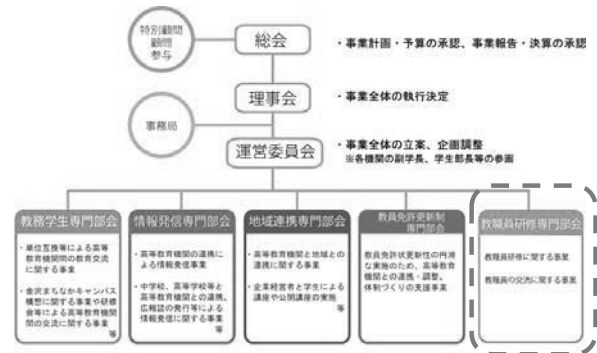 特別顧問
顧問
参与
総会
・事業計画・予算の承認、事業報告・決算の承認
理事会
・事業全体の執行決定
事務局
運営委員会
・事業全体の立案、企画調整
※各機関の副学長、学生部長等の参画
教務学生専門部会
・単位互換等による高等
教育機関間の教育交流
に関する事業
・金沢まちなかキャンパス
構想に関する事業や研修
会等による高等教育機関
間の交流に関する事業
等
情報発信専門部会
・高等教育機関の連携に
よる情報発信事業
・中学校、高等学校等と
高等教育機関との連携、
広報誌の発行等による
情報発信に関する事業
等
地域連携専門部会
・高等教育機関と地域との
連携に関する事業
・企業経営者と学生による
講座や公開講座の実施
等
教員免許更新制
専門部会
教員免許状更新性の円滑
な実施のため、高等教育
機関との連携・調整。
体制づくりの支援事業
教職員研修専門部会
教職員研修に関する事業
教職員の交流に関する事業